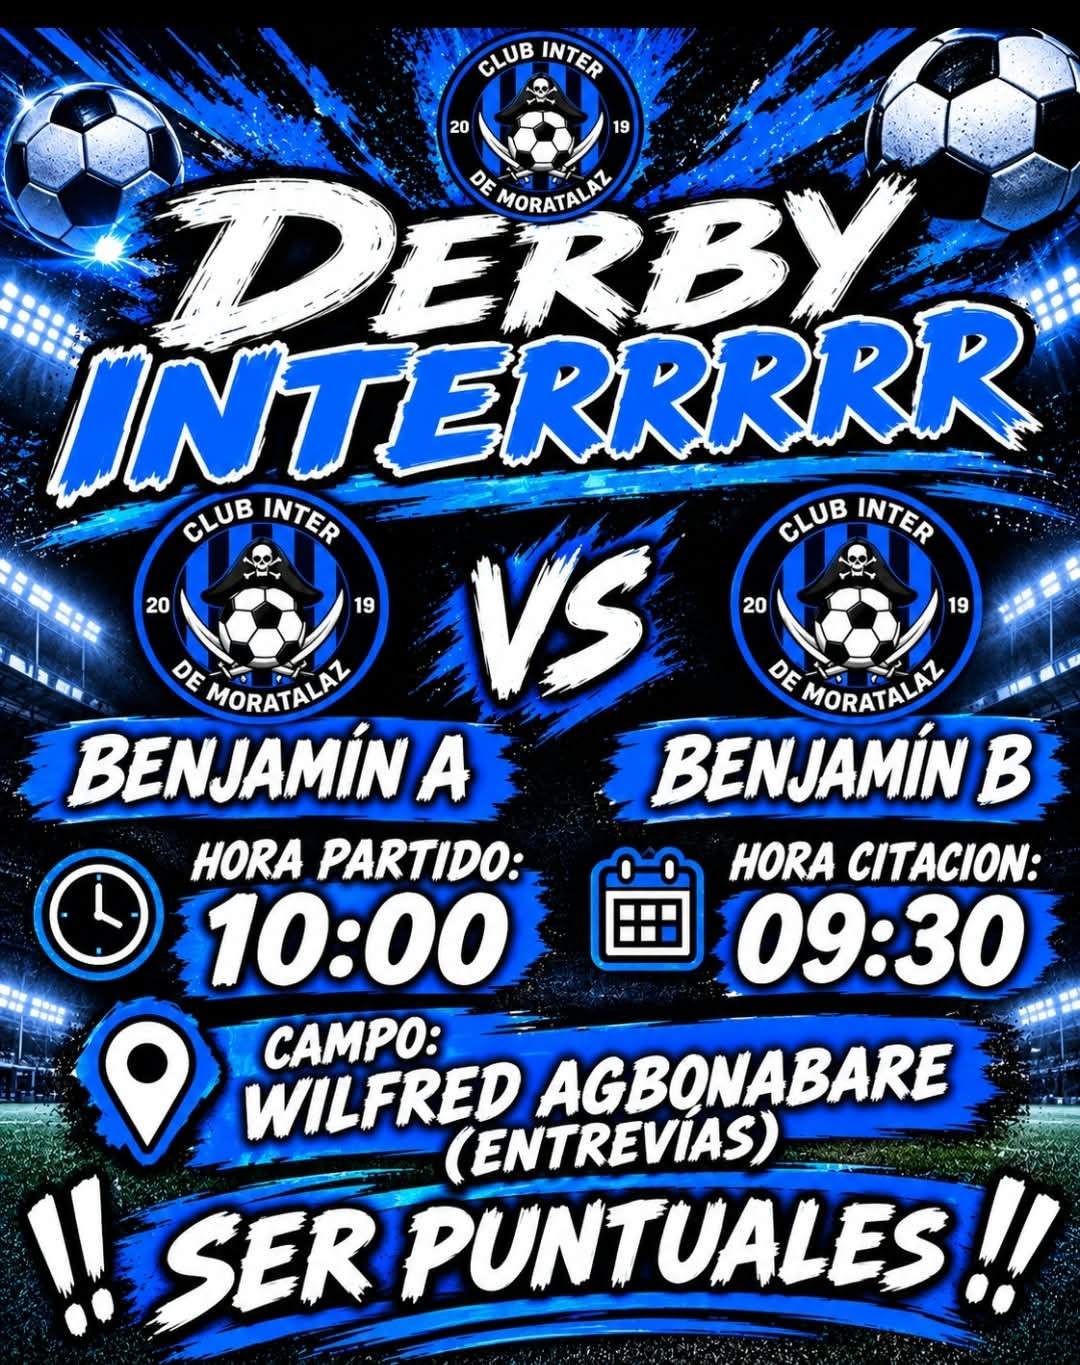 CLUB INTER
20 19
DE MORATALAZ
DERBY
INTERRRRR
CLUB INTER
20 19
DE MORATALAZ
VS
CLUB INTER
20 19
DE MORATALAZ
BENJAMÍN A
BENJAMÍN B
HORA PARTIDO:
10:00
HORA CITACION:
09:30
CAMPO:
WILFRED AGBONABARE
(ENTREVÍAS)
!! SER PUNTUALES !!